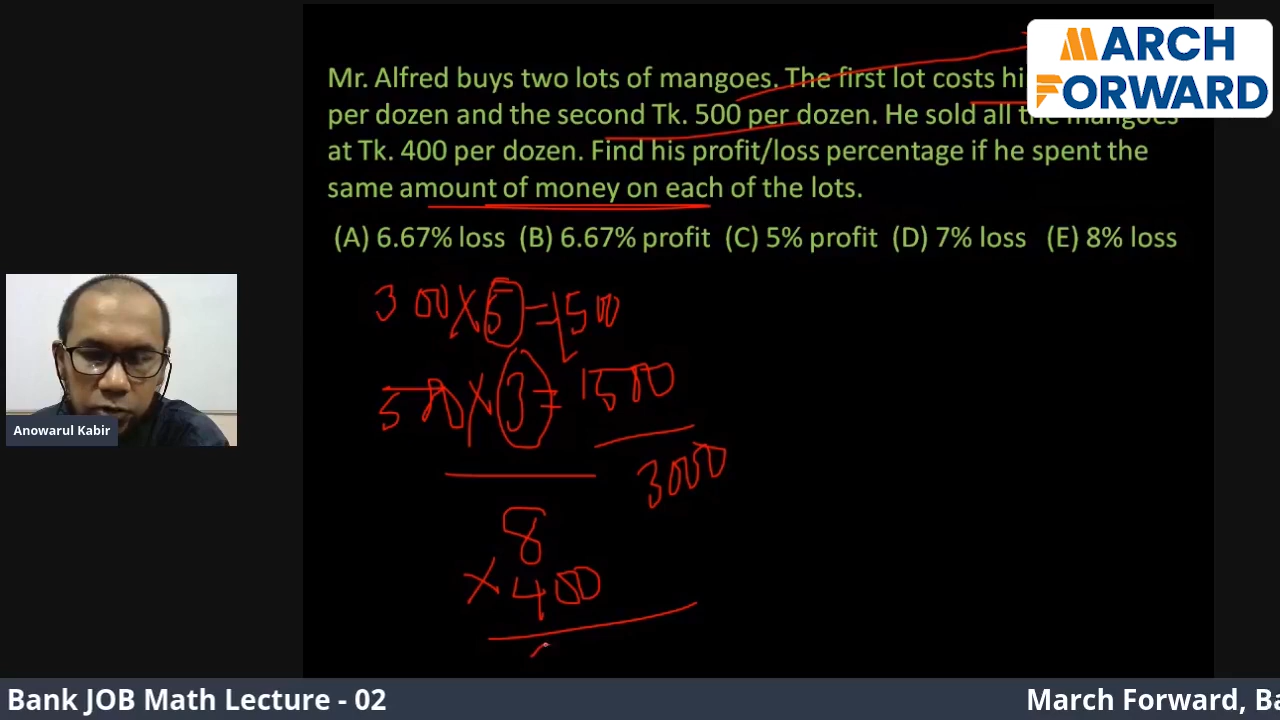 MARCH
FORWARD
Mr. Alfred buys two lots of mangoes. The first lot costs hi
per dozen and the second Tk. 500 per dozen. He sold all the mangoes
at Tk. 400 per dozen. Find his profit/loss percentage if he spent the
same amount of money on each of the lots.
(A) 6.67% loss (B) 6.67% profit (C) 5% profit (D) 7% loss (E) 8% loss
300 x 5 = 1500
500 x 3 = 1500
3000
8
x 400
Anowarul Kabir
Bank JOB Math Lecture - 02
March Forward, Ba